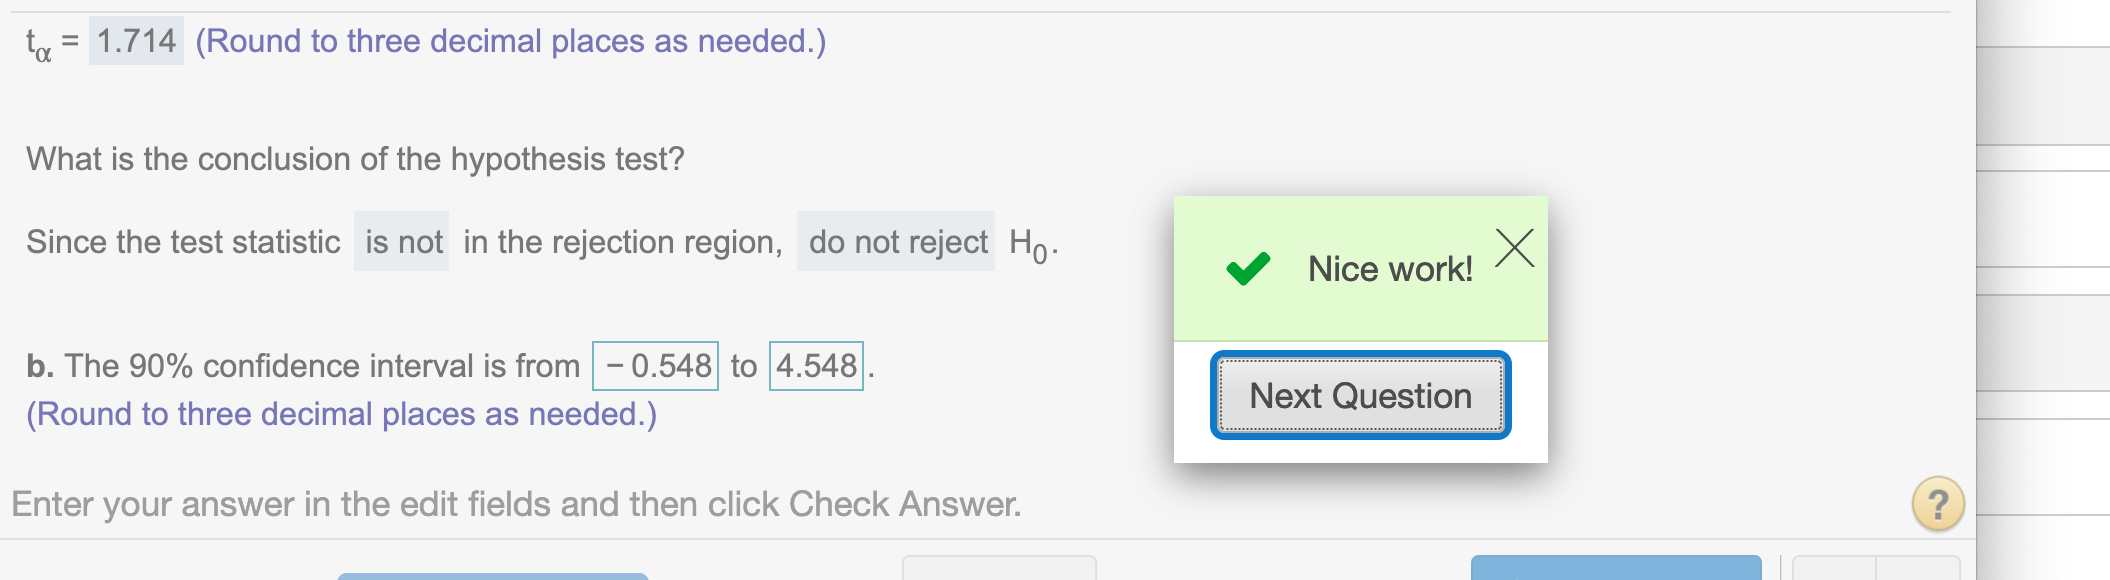 tα = 1.714 (Round to three decimal places as needed.)
What is the conclusion of the hypothesis test?
Since the test statistic is not in the rejection region, do not reject H0.
Nice work!
b. The 90% confidence interval is from − 0.548 to 4.548.
Next Question
(Round to three decimal places as needed.)
Enter your answer in the edit fields and then click Check Answer.
?